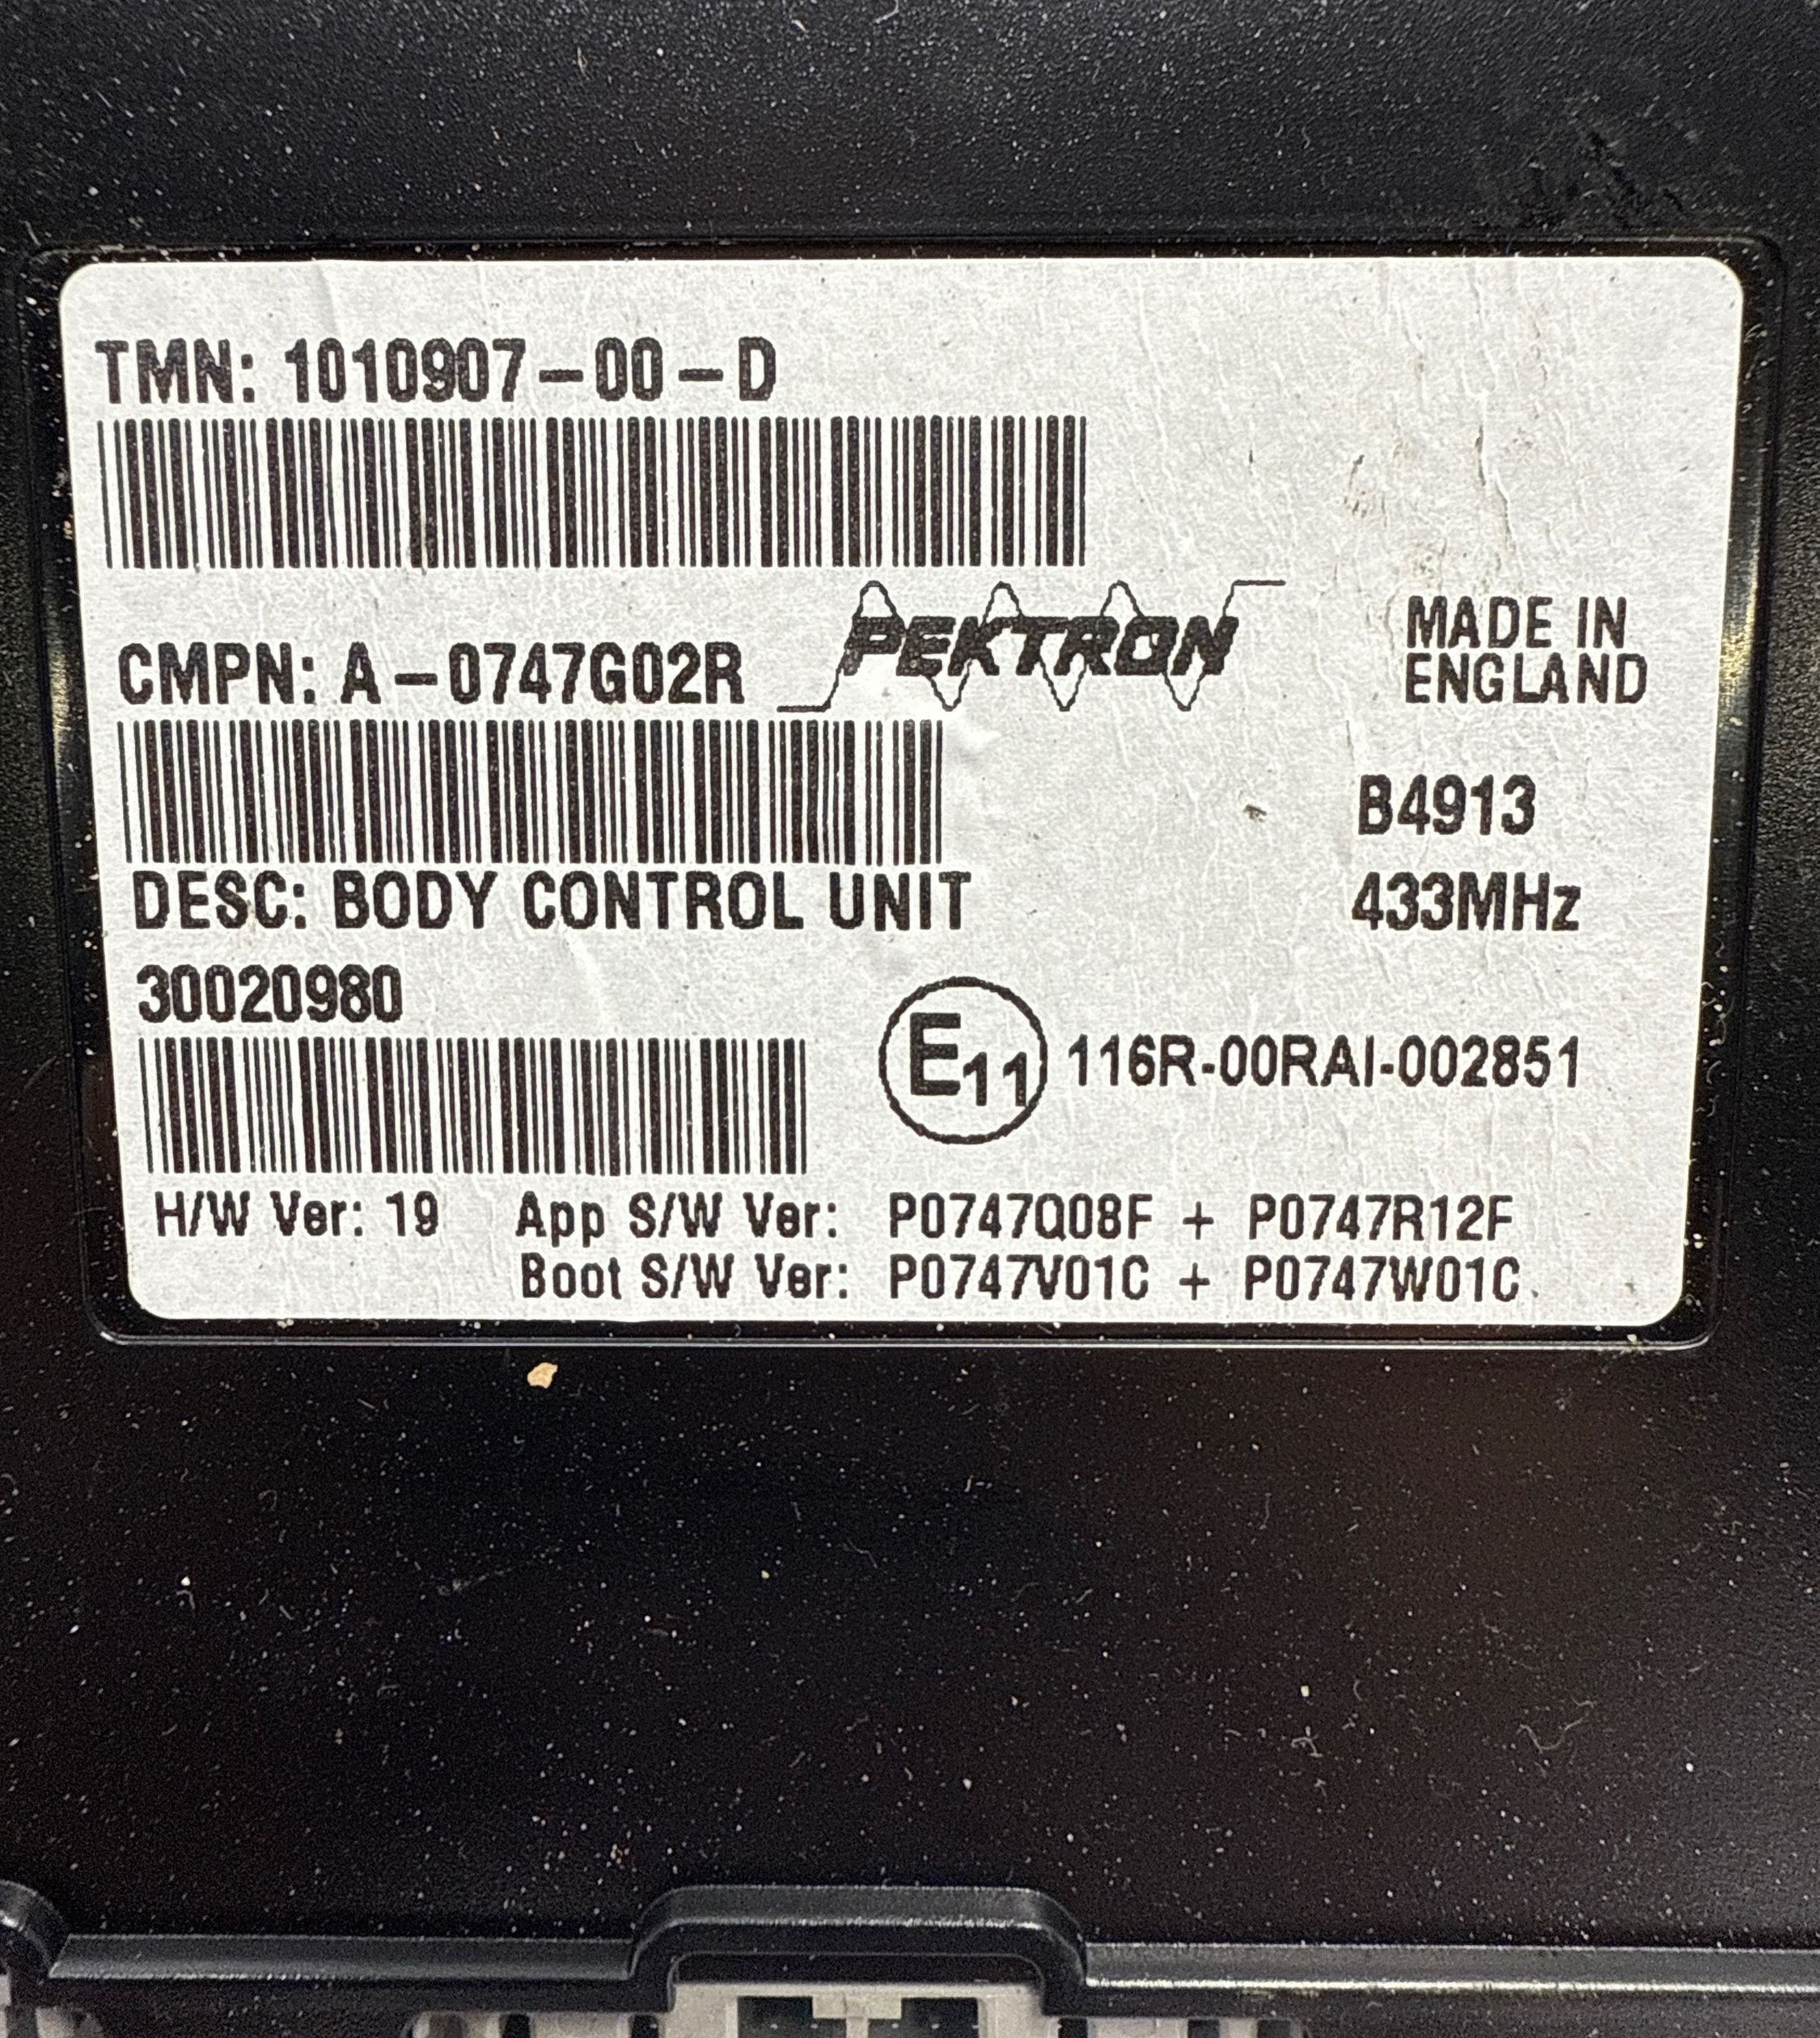 TMN: 1010907-00-D
CMPN: A-0747G02R
PEKTRON
MADE IN
ENGLAND
B4913
DESC: BODY CONTROL UNIT
433MHz
30020980
E11 116R-00RAI-002851
H/W Ver: 19 App S/W Ver: P0747Q08F + P0747R12F
Boot S/W Ver: P0747V01C + P0747W01C